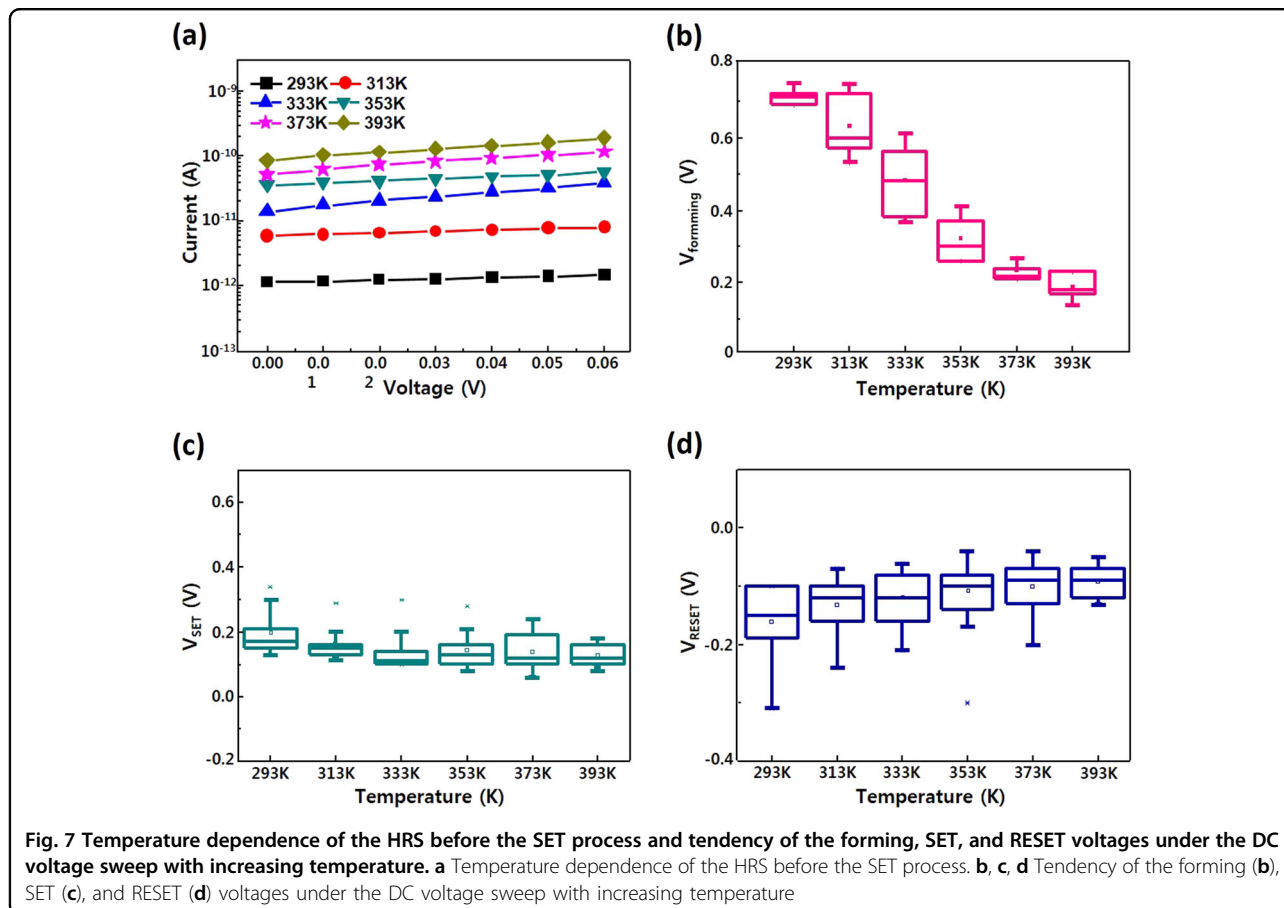 (a)
293K 313K
333K 353K
373K 393K
10-9
10-10
10-11
10-12
10-13
Current (A)
0.00 0.0 0.0 0.03 0.04 0.05 0.06
1 2
Voltage (V)
(b)
0.8
0.6
0.4
0.2
0
Vformming (V)
293K 313K 333K 353K 373K 393K
Temperature (K)
(c)
0.6
0.4
0.2
0.0
-0.2
VSET (V)
293K 313K 333K 353K 373K 393K
Temperature (K)
(d)
0.0
-0.2
-0.4
VRESET (V)
293K 313K 333K 353K 373K 393K
Temperature (K)
Fig. 7 Temperature dependence of the HRS before the SET process and tendency of the forming, SET, and RESET voltages under the DC
voltage sweep with increasing temperature. a Temperature dependence of the HRS before the SET process. b, c, d Tendency of the forming (b),
SET (c), and RESET (d) voltages under the DC voltage sweep with increasing temperature